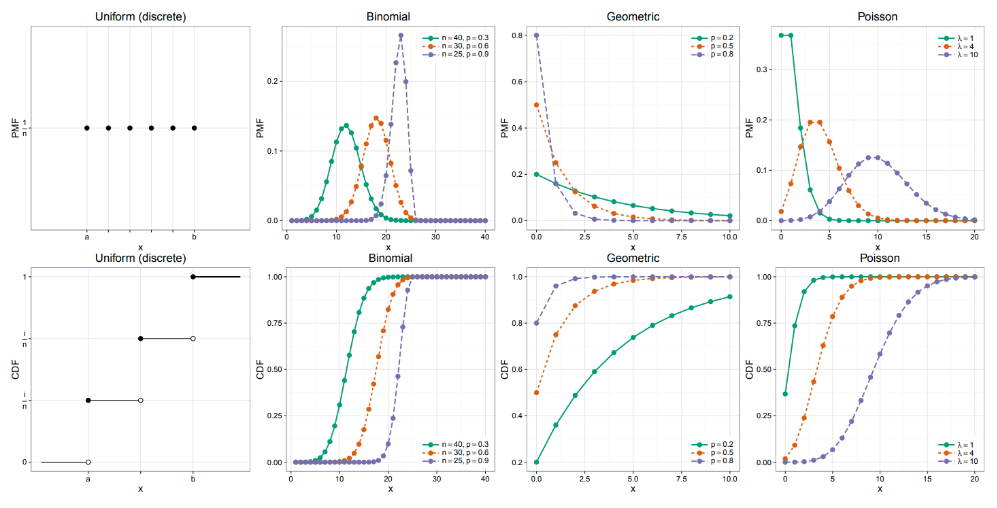 Uniform (discrete)
PMF
1
n
a
b
x
Binomial
n = 40, p = 0.3
n = 30, p = 0.6
n = 25, p = 0.9
PMF
0.2
0.1
0.0
0 10 20 30 40
x
Geometric
p = 0.2
p = 0.5
p = 0.8
PMF
0.8
0.6
0.4
0.2
0.0
0.0 2.5 5.0 7.5 10.0
x
Poisson
λ = 1
λ = 4
λ = 10
PMF
0.3
0.2
0.1
0.0
0 5 10 15 20
x
Uniform (discrete)
CDF
1
i
n
i
n
0
a
b
x
Binomial
CDF
1.00
0.75
0.50
0.25
0.00
n = 40, p = 0.3
n = 30, p = 0.6
n = 25, p = 0.9
0 10 20 30 40
x
Geometric
CDF
1.0
0.8
0.6
0.4
0.2
p = 0.2
p = 0.5
p = 0.8
0.0 2.5 5.0 7.5 10.0
x
Poisson
CDF
1.00
0.75
0.50
0.25
0.00
λ = 1
λ = 4
λ = 10
0 5 10 15 20
x